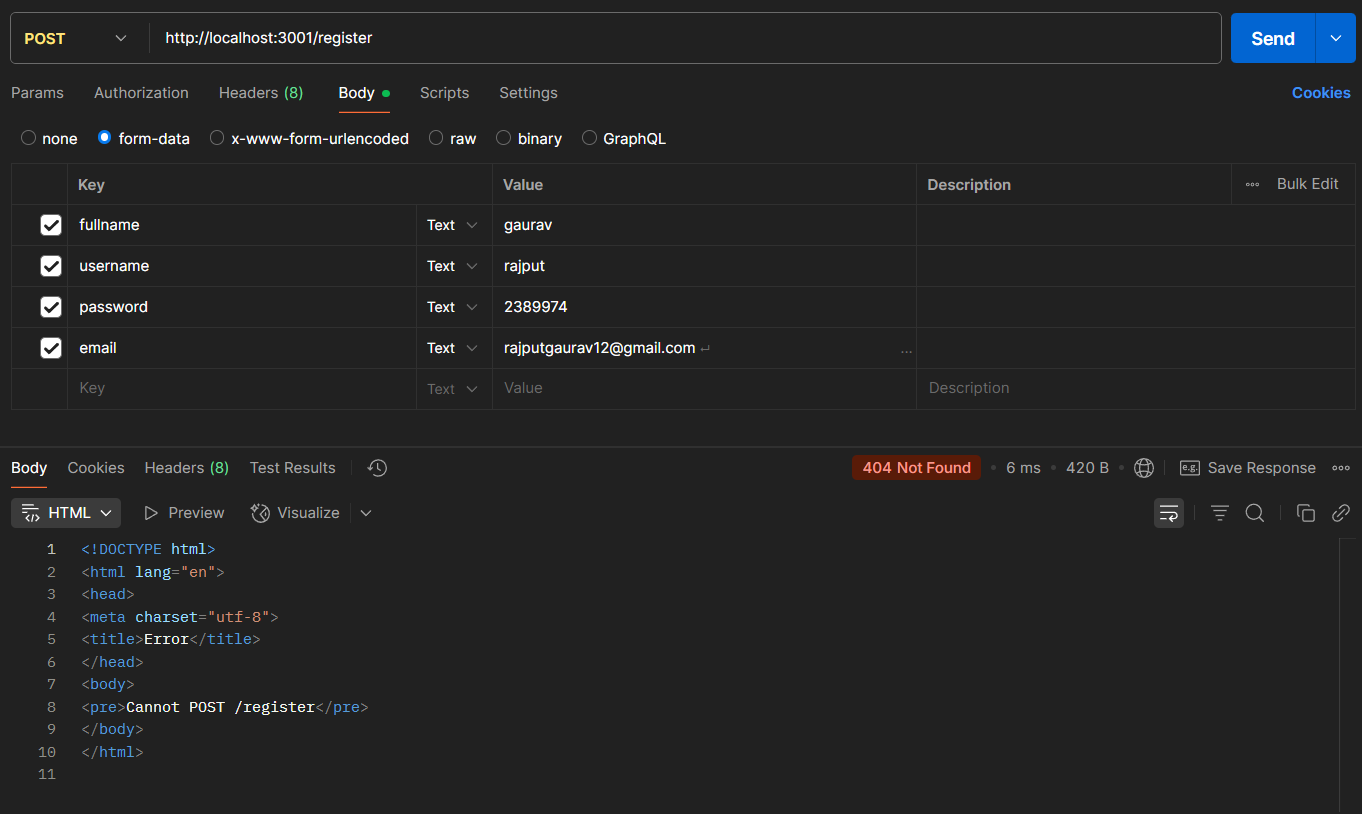 POST http://localhost:3001/register Send
Params Authorization Headers (8) Body Scripts Settings Cookies
none form-data x-www-form-urlencoded raw binary GraphQL
Key Value Description Bulk Edit
fullname Text gaurav
username Text rajput
password Text 2389974
email Text rajputgaurav12@gmail.com ↵ ...
Key Text Value Description
Body Cookies Headers (8) Test Results 404 Not Found • 6 ms • 420 B • e.g. Save Response
HTML Preview Visualize
1 <!DOCTYPE html>
2 <html lang="en">
3 <head>
4 <meta charset="utf-8">
5 <title>Error</title>
6 </head>
7 <body>
8 <pre>Cannot POST /register</pre>
9 </body>
10 </html>
11